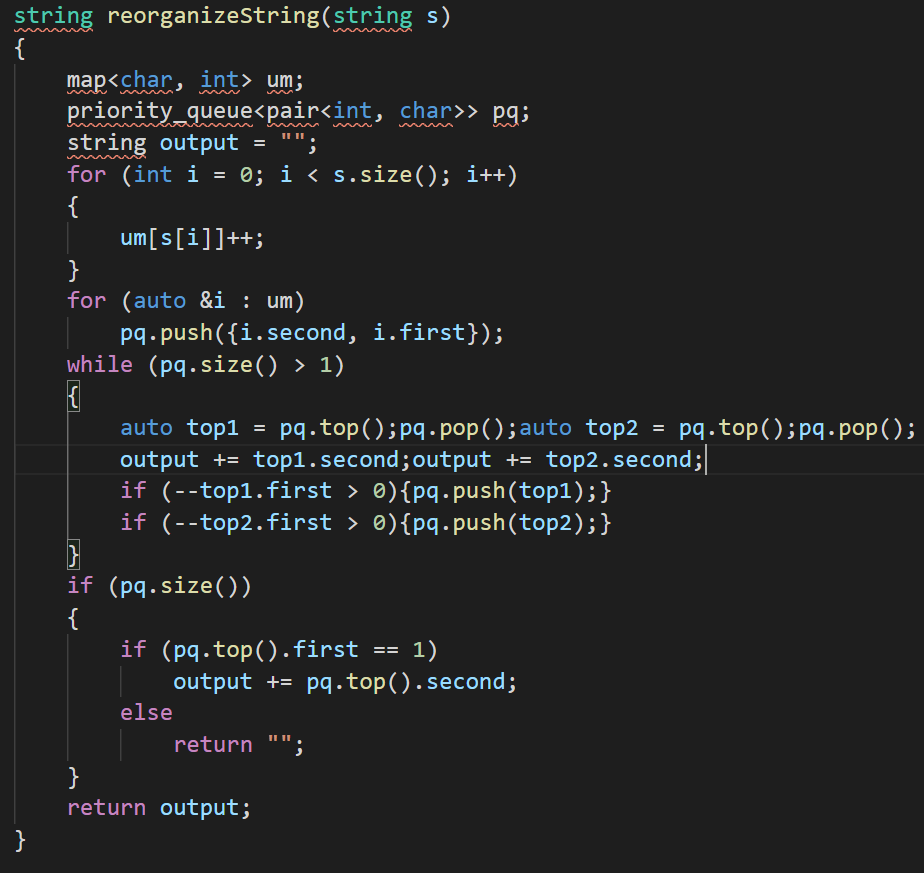 string reorganizeString(string s)
{
    map<char, int> um;
    priority_queue<pair<int, char>> pq;
    string output = "";
    for (int i = 0; i < s.size(); i++)
    {
        um[s[i]]++;
    }
    for (auto &i : um)
        pq.push({i.second, i.first});
    while (pq.size() > 1)
    {
        auto top1 = pq.top();pq.pop();auto top2 = pq.top();pq.pop();
        output += top1.second;output += top2.second;
        if (--top1.first > 0){pq.push(top1);}
        if (--top2.first > 0){pq.push(top2);}
    }
    if (pq.size())
    {
        if (pq.top().first == 1)
            output += pq.top().second;
        else
            return "";
    }
    return output;
}